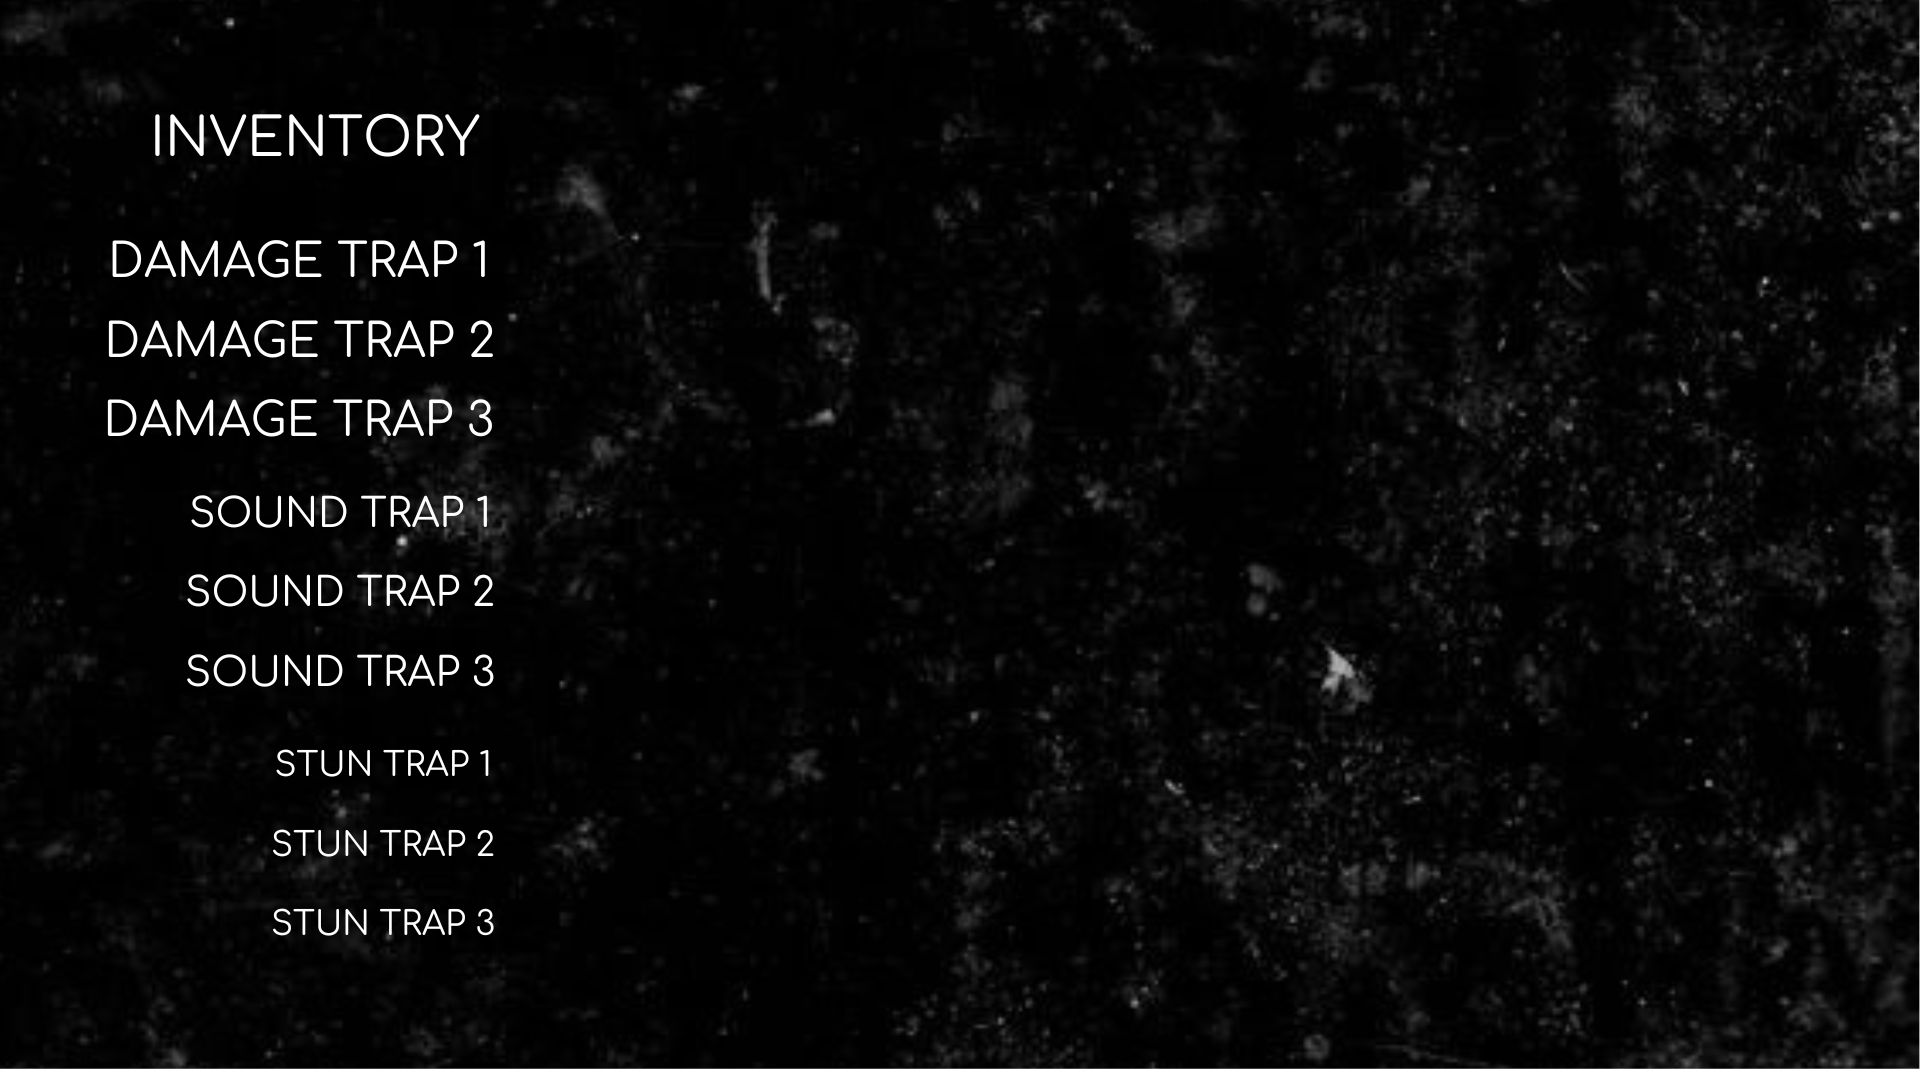 INVENTORY
DAMAGE TRAP 1
DAMAGE TRAP 2
DAMAGE TRAP 3
SOUND TRAP 1
SOUND TRAP 2
SOUND TRAP 3
STUN TRAP 1
STUN TRAP 2
STUN TRAP 3